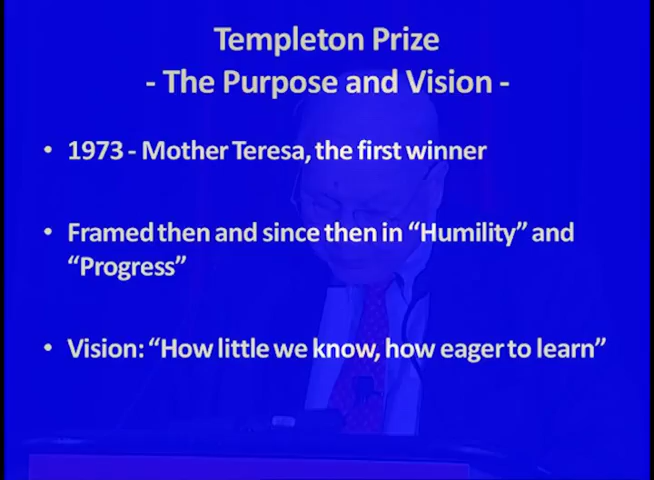 Templeton Prize
- The Purpose and Vision -
• 1973 - Mother Teresa, the first winner
• Framed then and since then in “Humility” and
“Progress”
• Vision: “How little we know, how eager to learn”